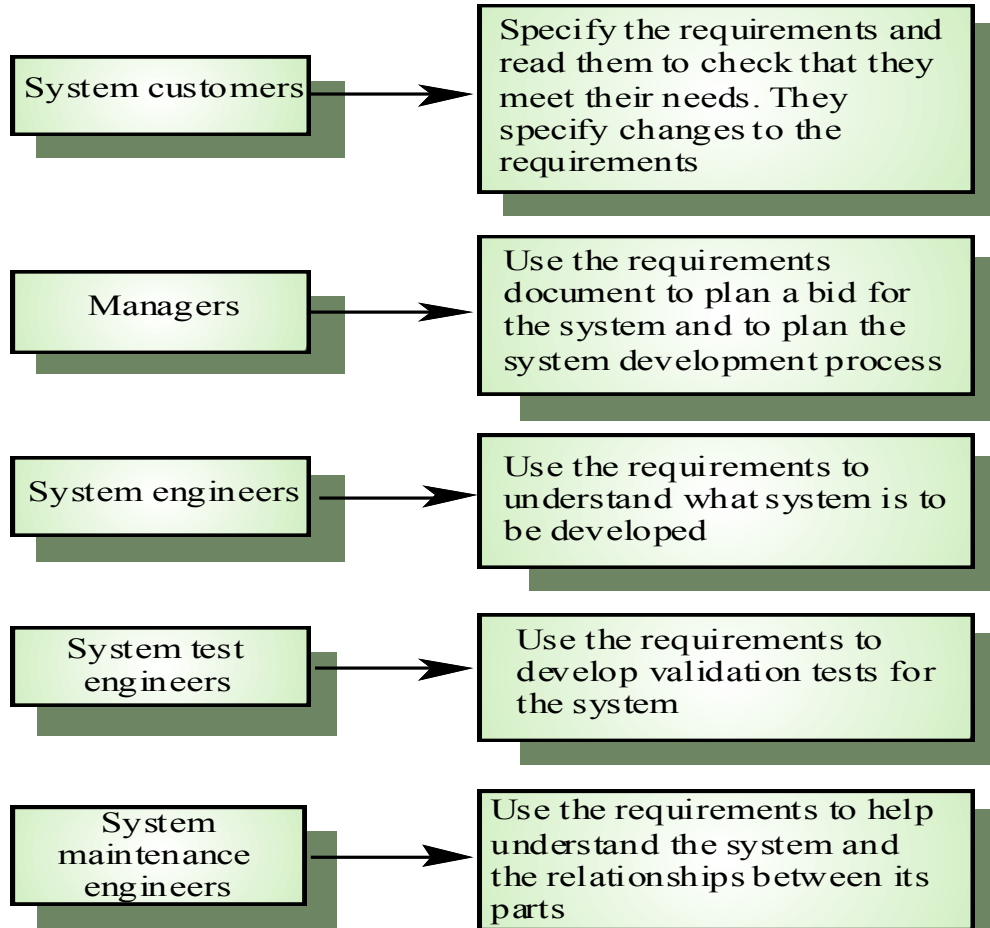 System customers
Specify the requirements and
read them to check that they
meet their needs. They
specify changes to the
requirements
Managers
Use the requirements
document to plan a bid for
the system and to plan the
system development process
System engineers
Use the requirements to
understand what system is to
be developed
System test
engineers
Use the requirements to
develop validation tests for
the system
System
maintenance
engineers
Use the requirements to help
understand the system and
the relationships between its
parts